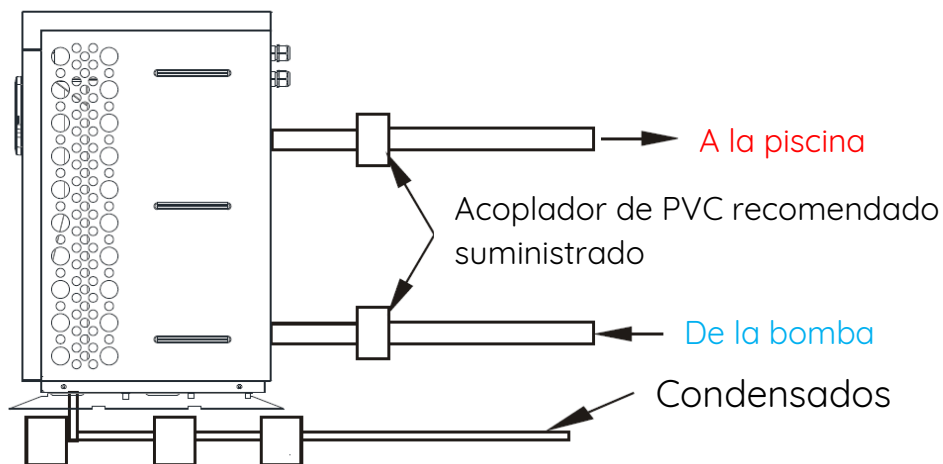 A la piscina
Acoplador de PVC recomendado
suministrado
De la bomba
Condensados